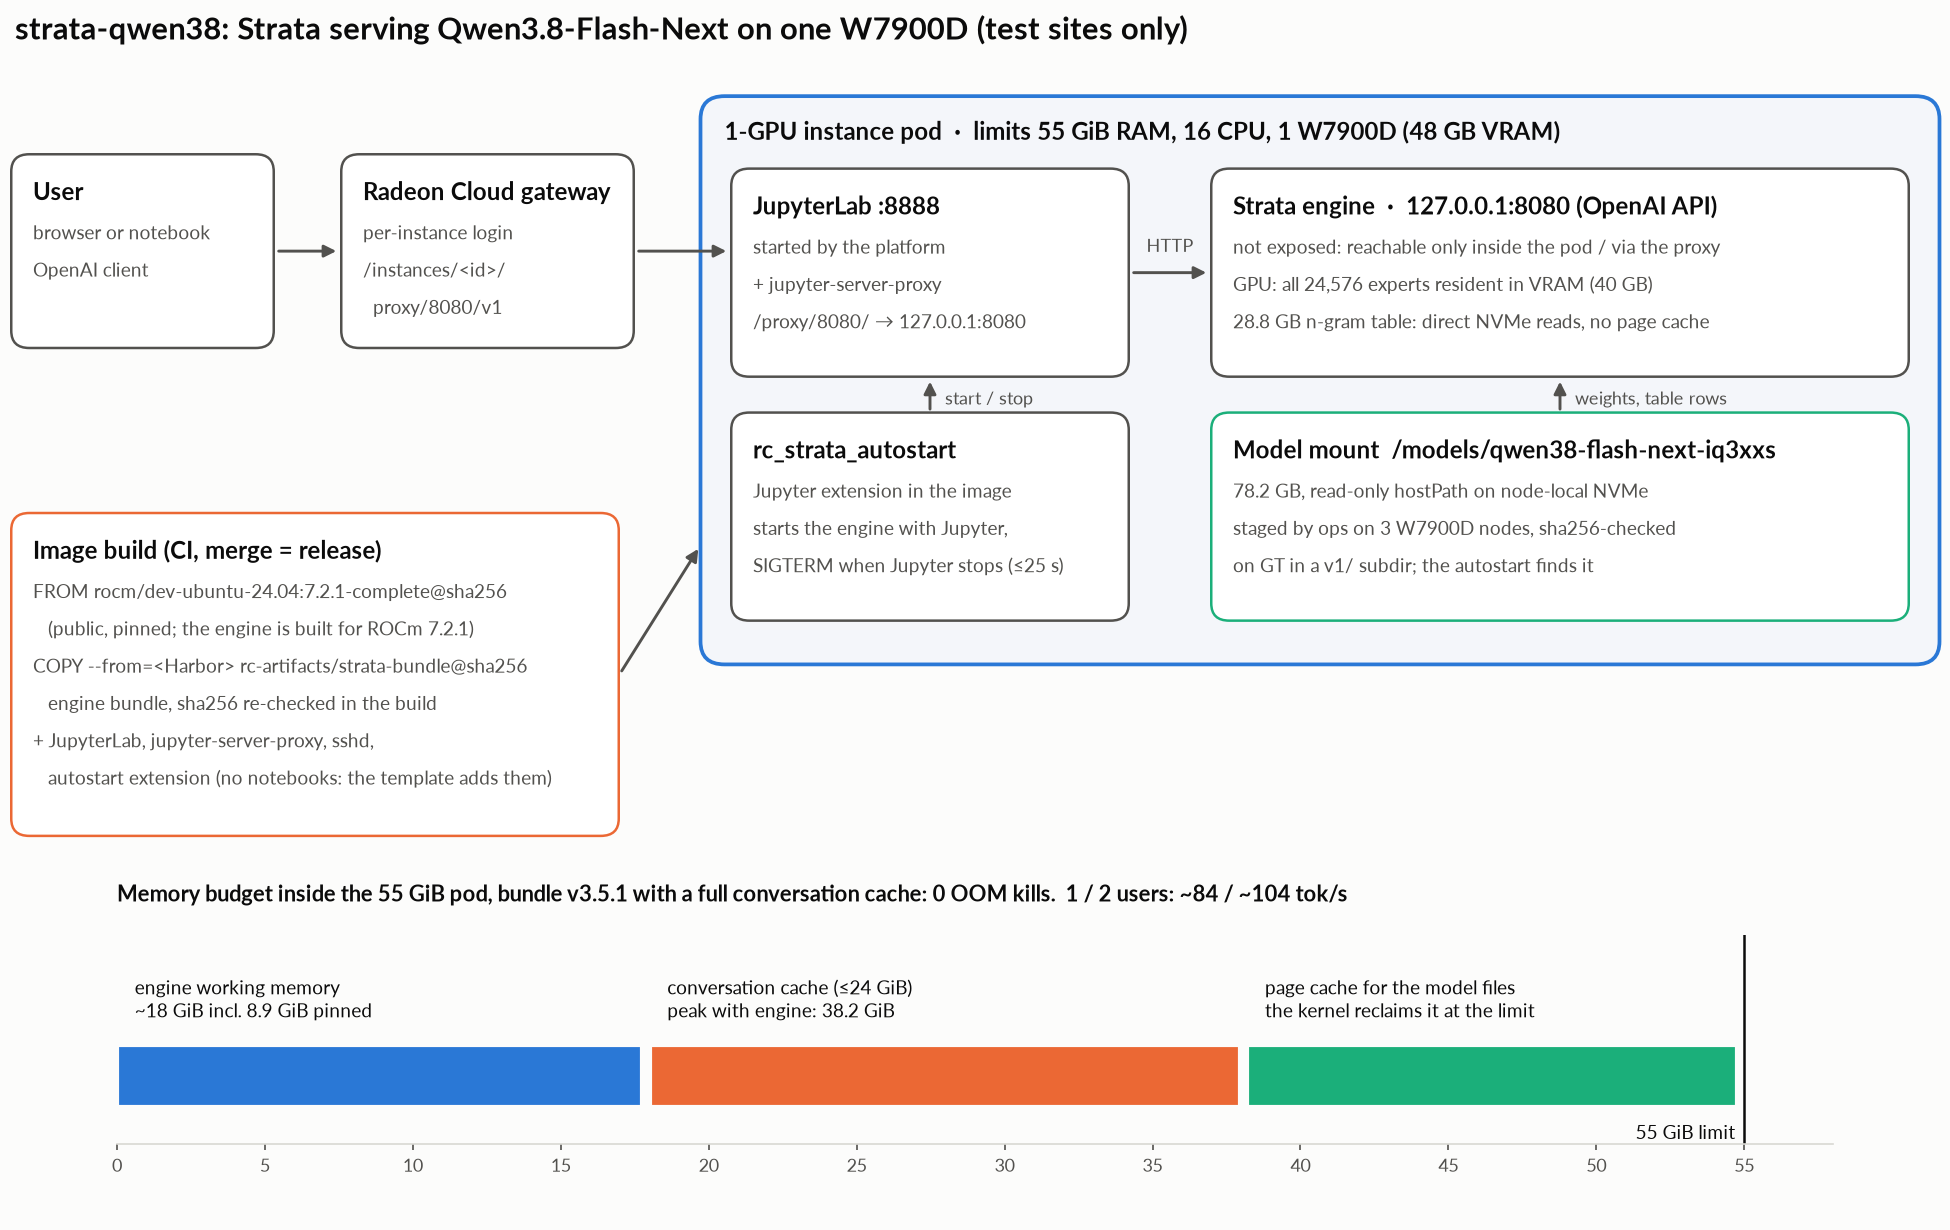 strata-qwen38: Strata serving Qwen3.8-Flash-Next on one W7900D (test sites only)
User
browser or notebook
OpenAI client
Radeon Cloud gateway
per-instance login
/instances/<id>/
proxy/8080/v1
1-GPU instance pod · limits 55 GiB RAM, 16 CPU, 1 W7900D (48 GB VRAM)
JupyterLab :8888
started by the platform
+ jupyter-server-proxy
/proxy/8080/ → 127.0.0.1:8080
HTTP
Strata engine · 127.0.0.1:8080 (OpenAI API)
not exposed: reachable only inside the pod / via the proxy
GPU: all 24,576 experts resident in VRAM (40 GB)
28.8 GB n-gram table: direct NVMe reads, no page cache
start / stop
weights, table rows
rc_strata_autostart
Jupyter extension in the image
starts the engine with Jupyter,
SIGTERM when Jupyter stops (≤25 s)
Model mount /models/qwen38-flash-next-iq3xxs
78.2 GB, read-only hostPath on node-local NVMe
staged by ops on 3 W7900D nodes, sha256-checked
on GT in a v1/ subdir; the autostart finds it
Image build (CI, merge = release)
FROM rocm/dev-ubuntu-24.04:7.2.1-complete@sha256
(public, pinned; the engine is built for ROCm 7.2.1)
COPY --from=<Harbor> rc-artifacts/strata-bundle@sha256
engine bundle, sha256 re-checked in the build
+ JupyterLab, jupyter-server-proxy, sshd,
autostart extension (no notebooks: the template adds them)
Memory budget inside the 55 GiB pod, bundle v3.5.1 with a full conversation cache: 0 OOM kills. 1 / 2 users: ~84 / ~104 tok/s
engine working memory
~18 GiB incl. 8.9 GiB pinned
conversation cache (≤24 GiB)
peak with engine: 38.2 GiB
page cache for the model files
the kernel reclaims it at the limit
55 GiB limit
0 5 10 15 20 25 30 35 40 45 50 55